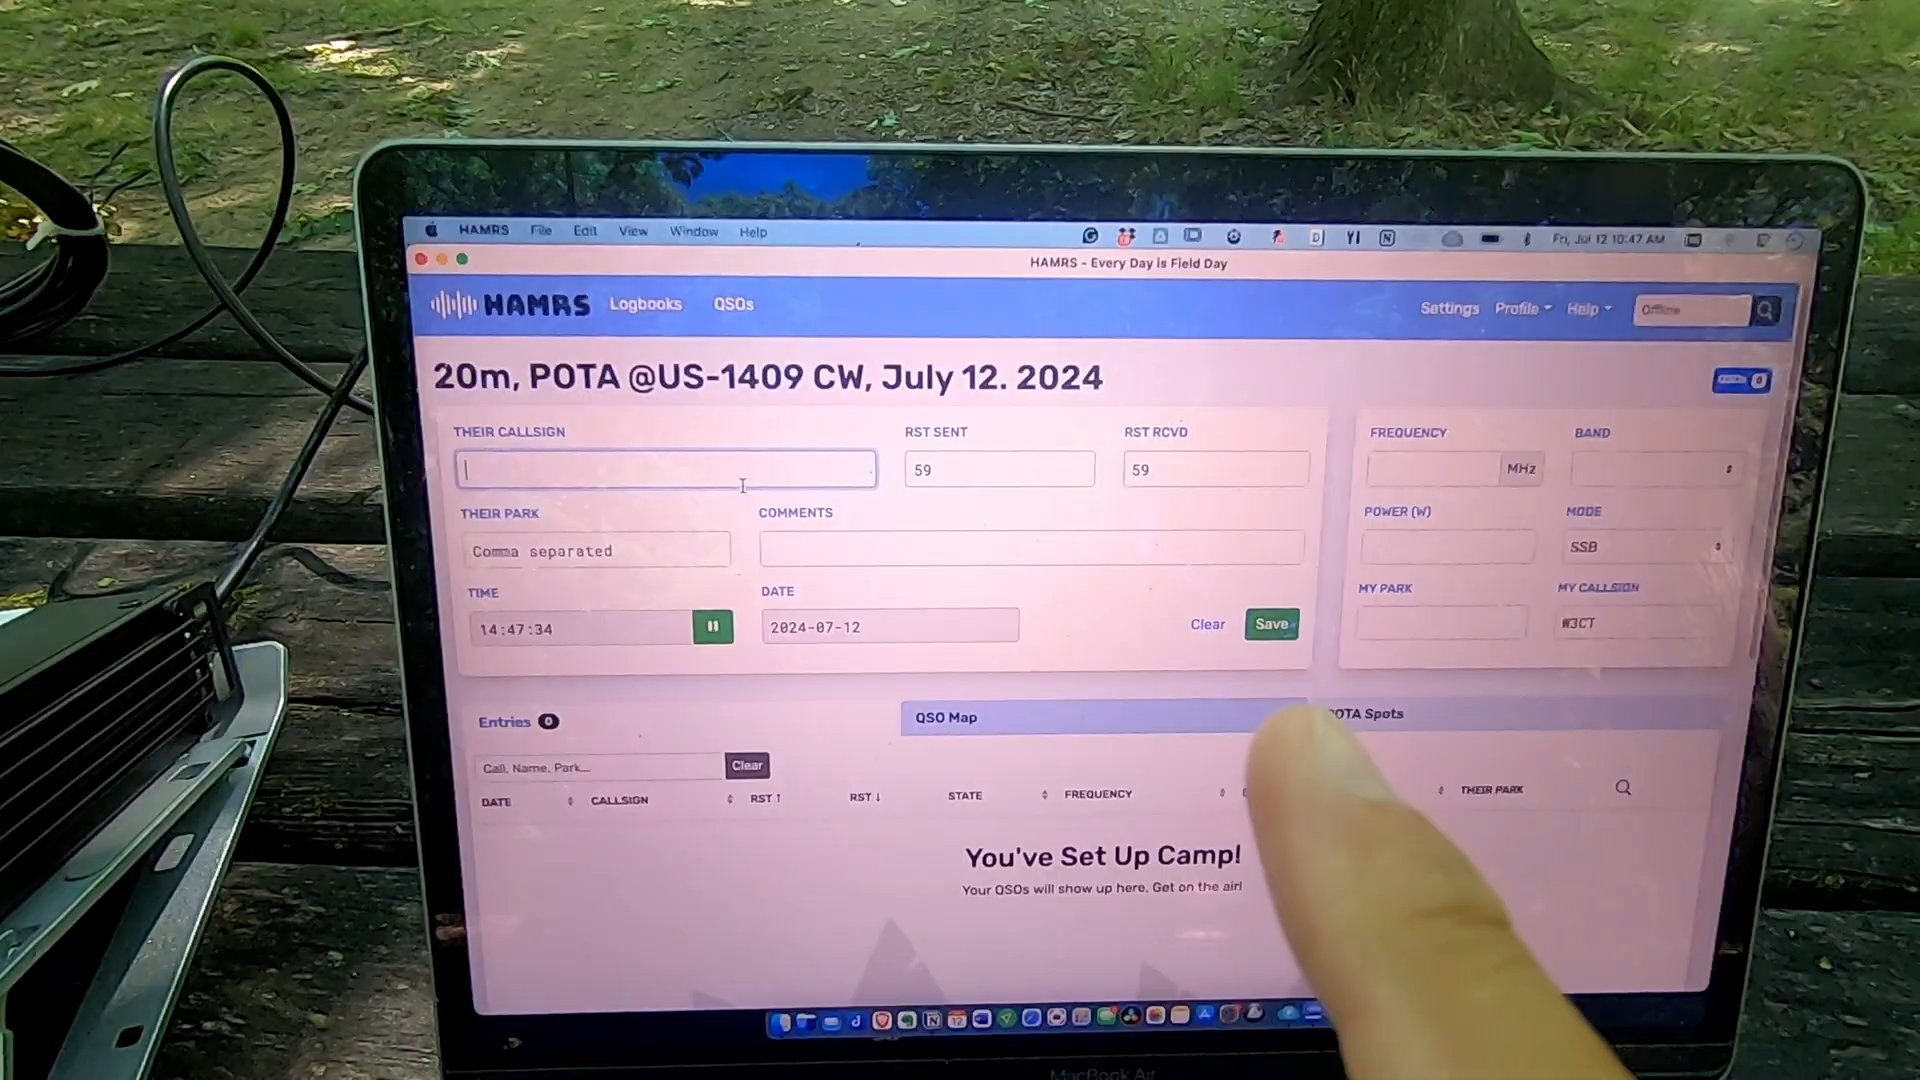 HAMRS File Edit View Window Help
Fri, Jul 12 10:47 AM
HAMRS - Every Day is Field Day
HAMRS Logbooks QSOs
Settings Profile Help Offline
20m, POTA @US-1409 CW, July 12. 2024
THEIR CALLSIGN RST SENT RST RCVD
59 59
FREQUENCY BAND
MHz
THEIR PARK COMMENTS
Comma separated
POWER (W) MODE
SSB
TIME DATE
14:47:34 2024-07-12
Clear Save
MY PARK MY CALLSIGN
W3CT
Entries 0
QSO Map
POTA Spots
Call, Name, Park... Clear
DATE CALLSIGN RST ↑ RST ↓ STATE FREQUENCY THEIR PARK
You've Set Up Camp!
Your QSOs will show up here. Get on the air!
MacBook Air